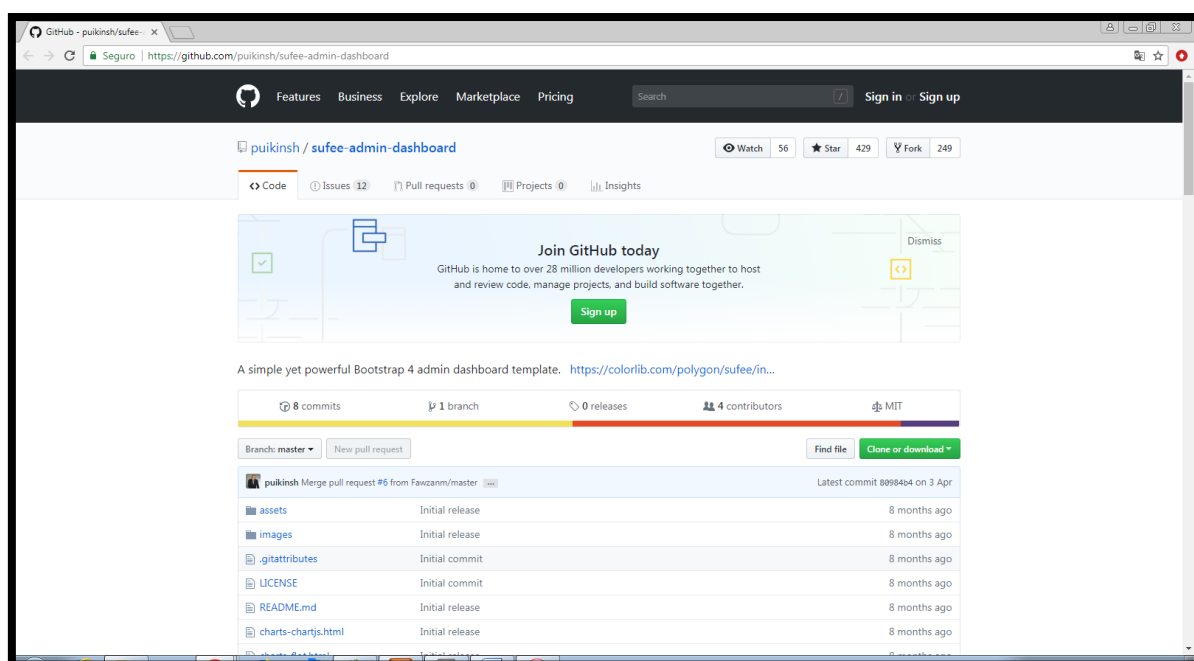 GitHub - puikinsh/sufee-
Seguro | https://github.com/puikinsh/sufee-admin-dashboard
Features Business Explore Marketplace Pricing Search / Sign in or Sign up
puikinsh / sufee-admin-dashboard Watch 56 Star 429 Fork 249
Code Issues 12 Pull requests 0 Projects 0 Insights
Dismiss
Join GitHub today
GitHub is home to over 28 million developers working together to host
and review code, manage projects, and build software together.
Sign up
A simple yet powerful Bootstrap 4 admin dashboard template. https://colorlib.com/polygon/sufee/in...
8 commits 1 branch 0 releases 4 contributors MIT
Branch: master New pull request Find file Clone or download
puikinsh Merge pull request #6 from Fawzanm/master ... Latest commit 80984b4 on 3 Apr
assets Initial release 8 months ago
images Initial release 8 months ago
.gitattributes Initial commit 8 months ago
LICENSE Initial commit 8 months ago
README.md Initial release 8 months ago
charts-chartjs.html Initial release 8 months ago